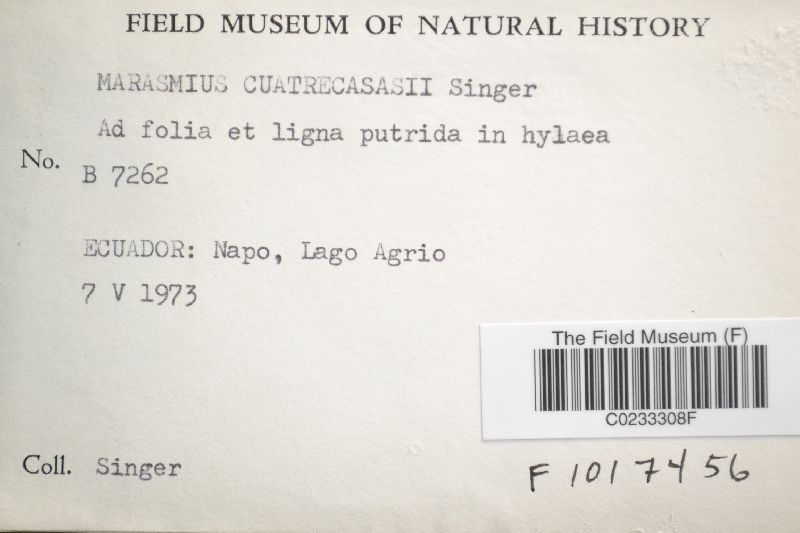 FIELD MUSEUM OF NATURAL HISTORY
MARASMIUS CUATRECASASII Singer
Ad folia et ligna putrida in hylaea
No. B 7262
ECUADOR: Napo, Lago Agrio
7 V 1973
The Field Museum (F)
C0233308F
Coll. Singer
F 1017456